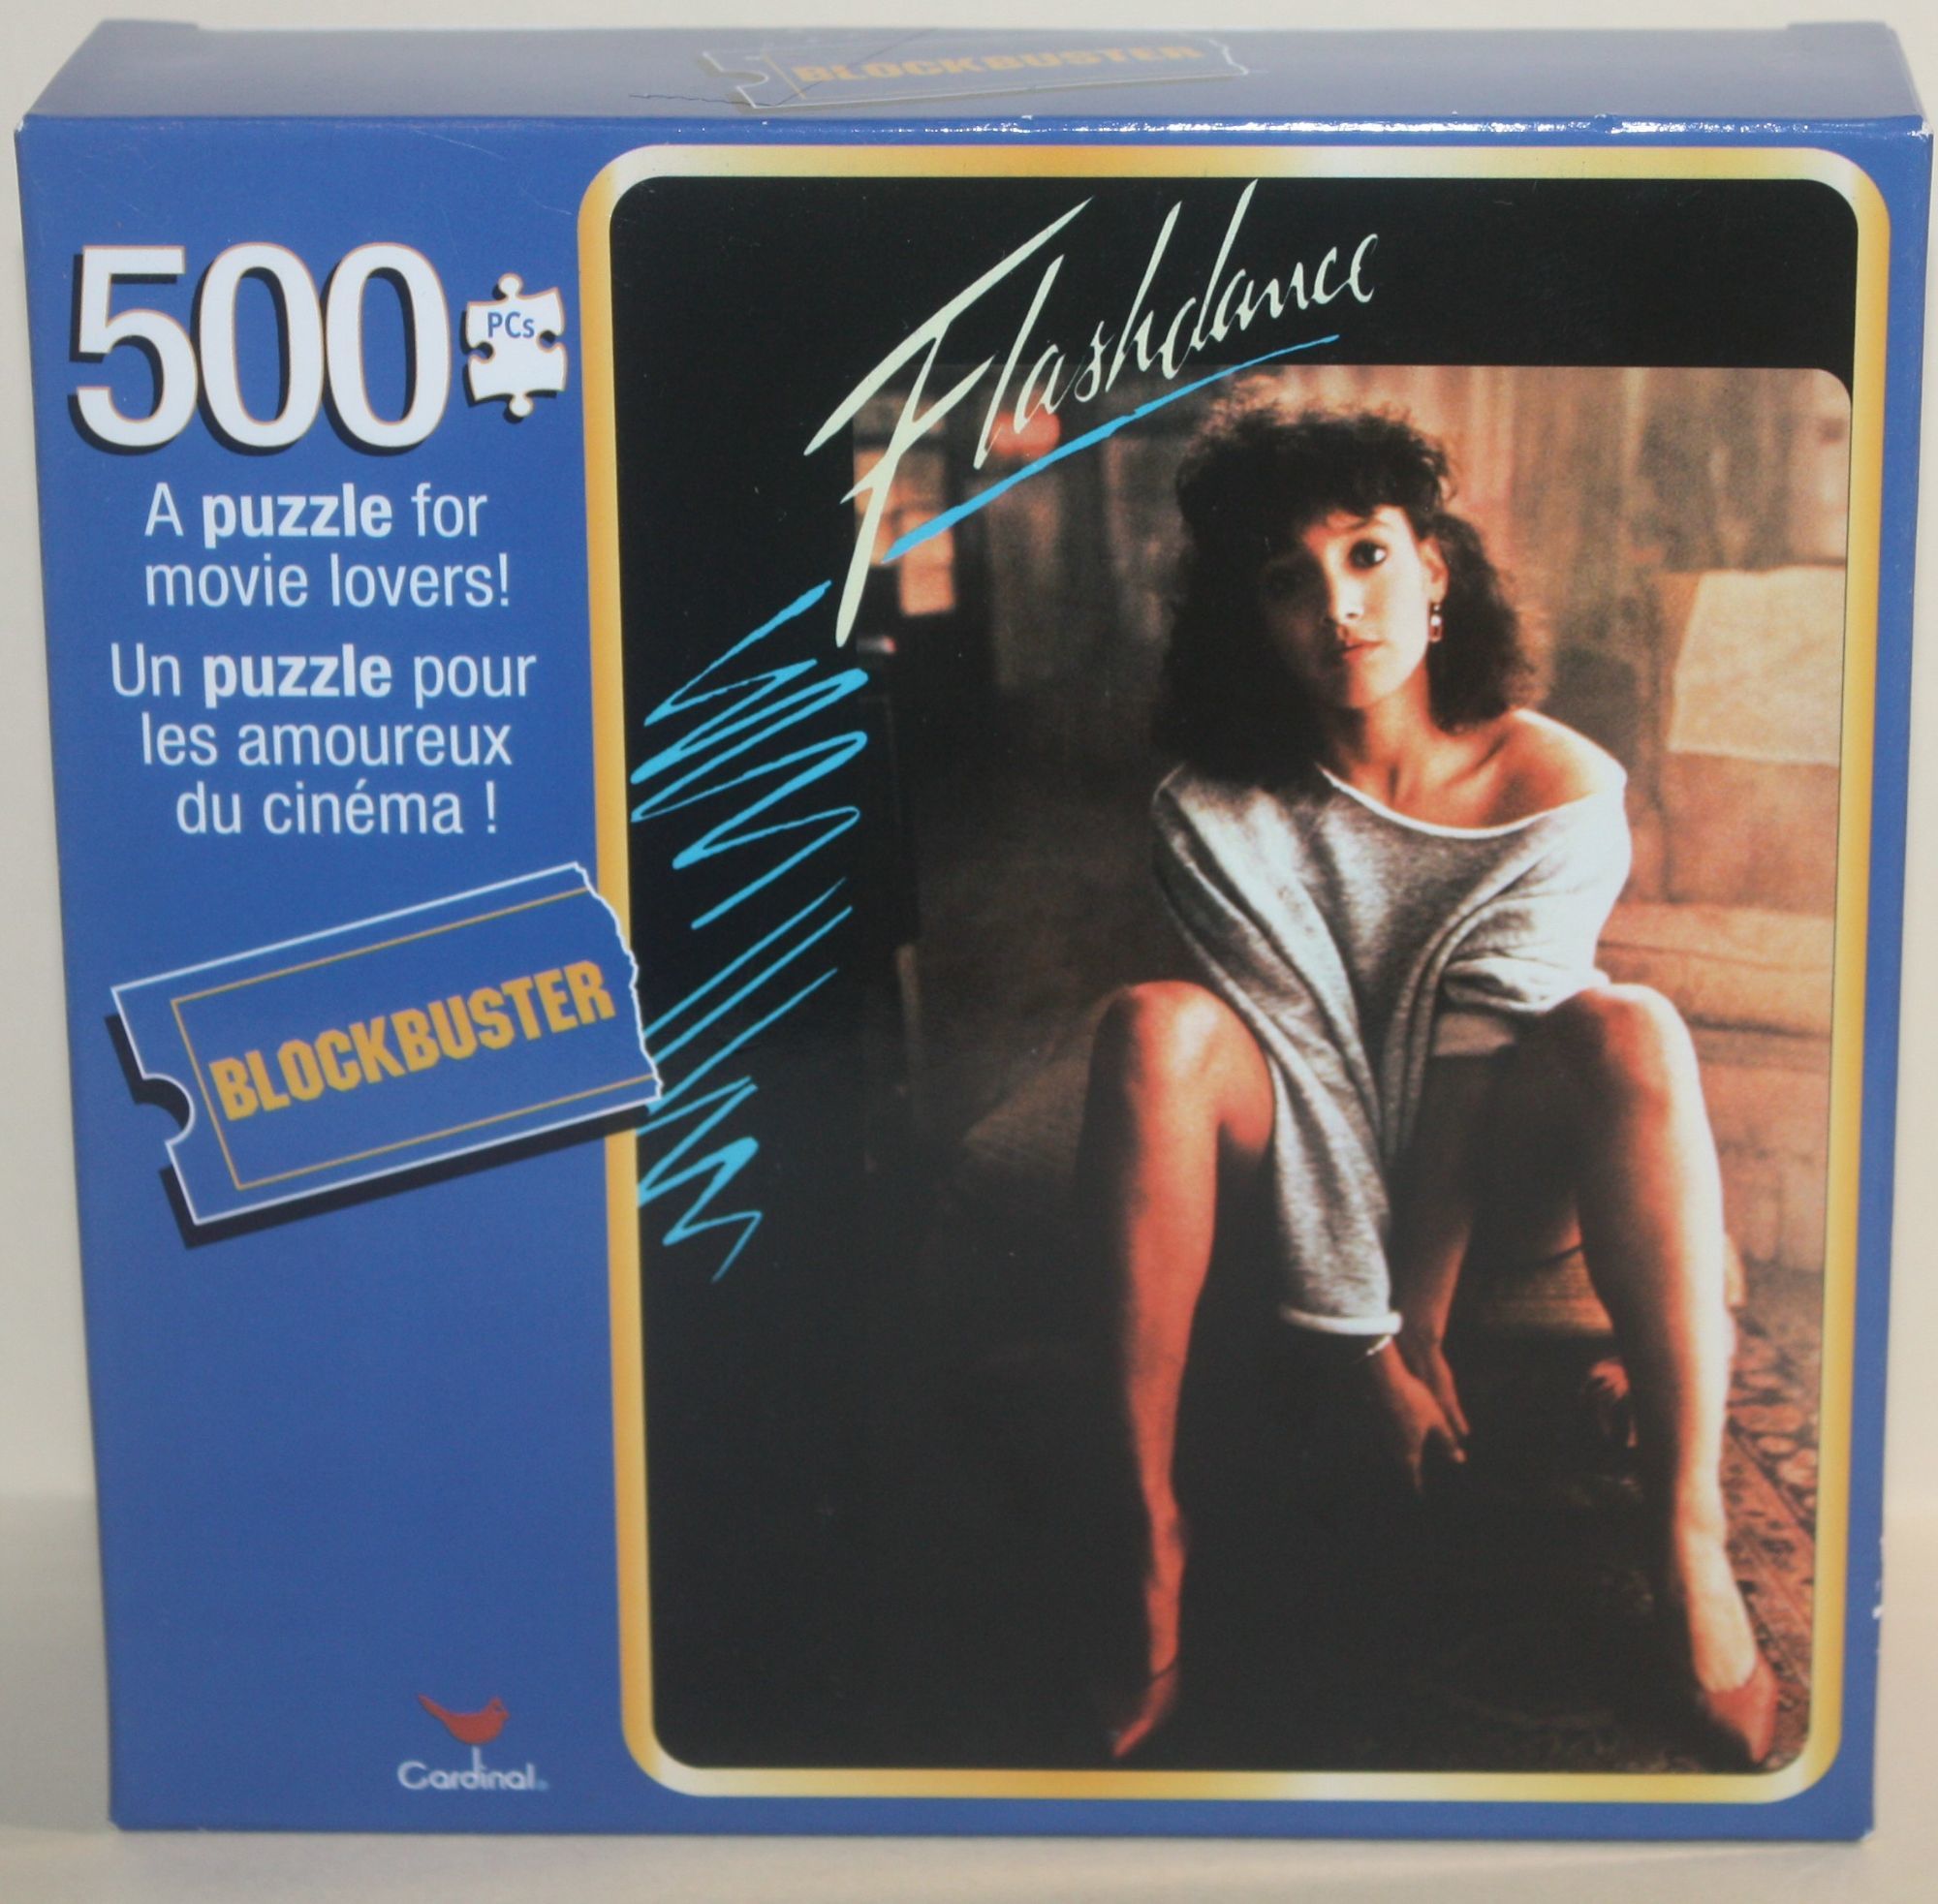 BLOCKBUSTER
500 PCs
A puzzle for
movie lovers!
Un puzzle pour
les amoureux
du cinéma !
BLOCKBUSTER
Cardinal
Flashdance